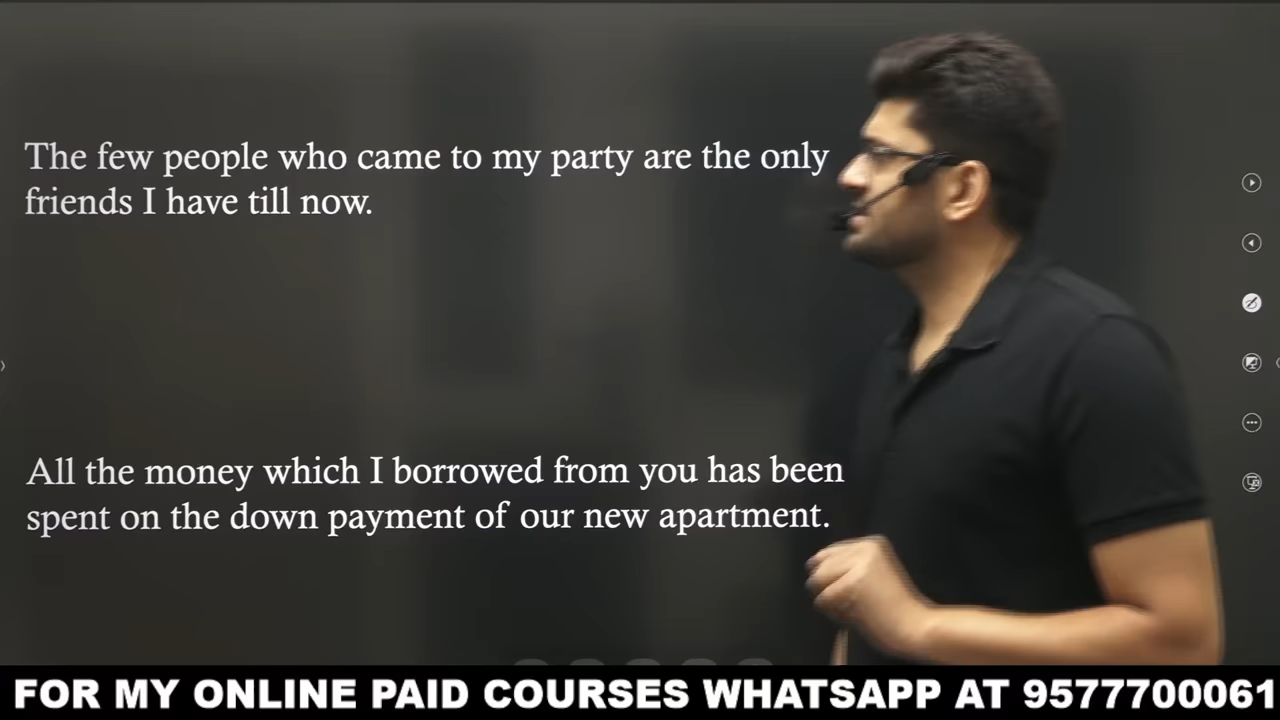 The few people who came to my party are the only
friends I have till now.
All the money which I borrowed from you has been
spent on the down payment of our new apartment.
FOR MY ONLINE PAID COURSES WHATSAPP AT 9577700061